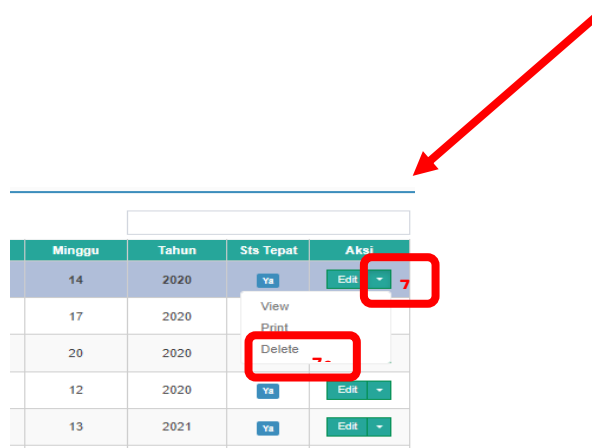 Minggu Tahun Sts Tepat Aksi
14 2020 Ya Edit 7
17 2020 View
Print
20 2020 Delete
12 2020 Ya Edit
13 2021 Ya Edit